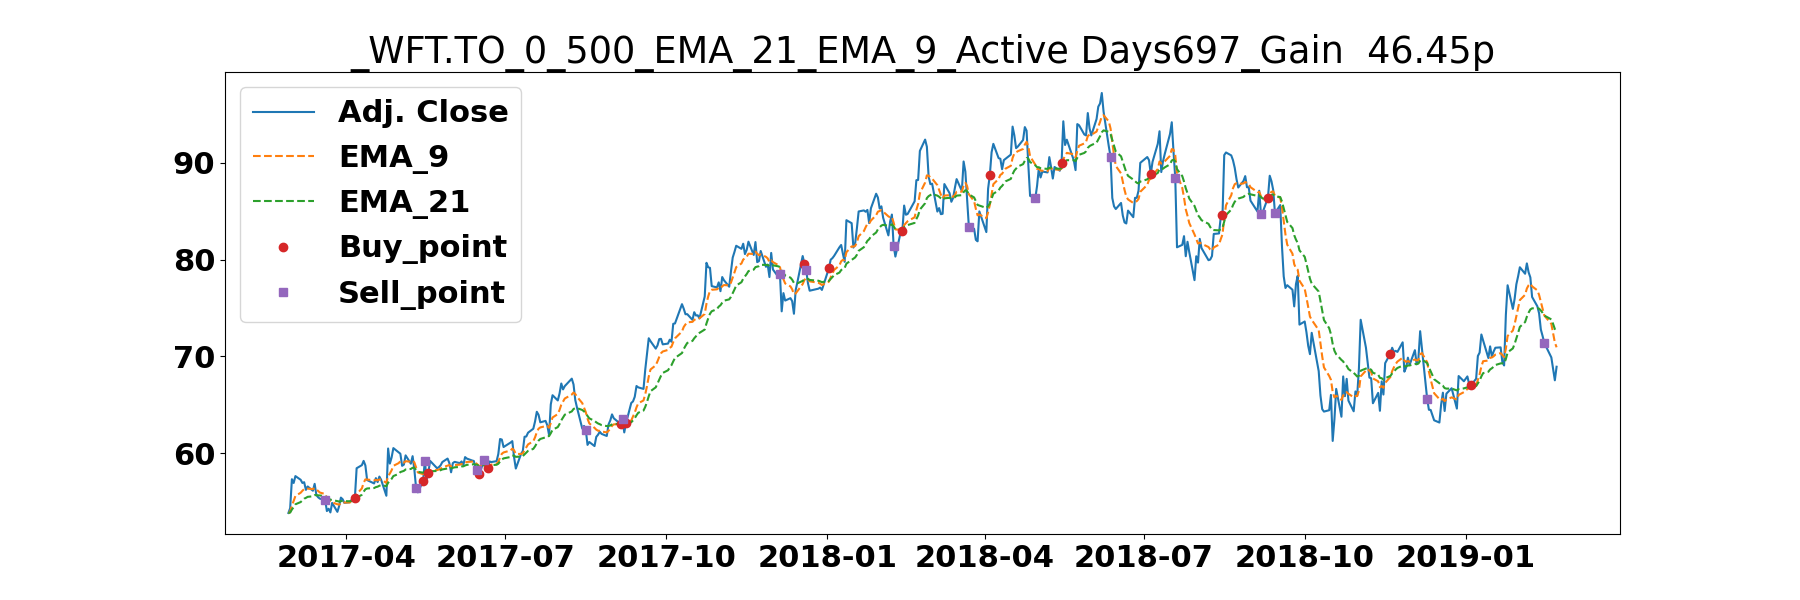 _WFT.TO_0_500_EMA_21_EMA_9_Active Days697_Gain  46.45p
Adj. Close
EMA_9
EMA_21
Buy_point
Sell_point
90
80
70
60
2017-04 2017-07 2017-10 2018-01 2018-04 2018-07 2018-10 2019-01